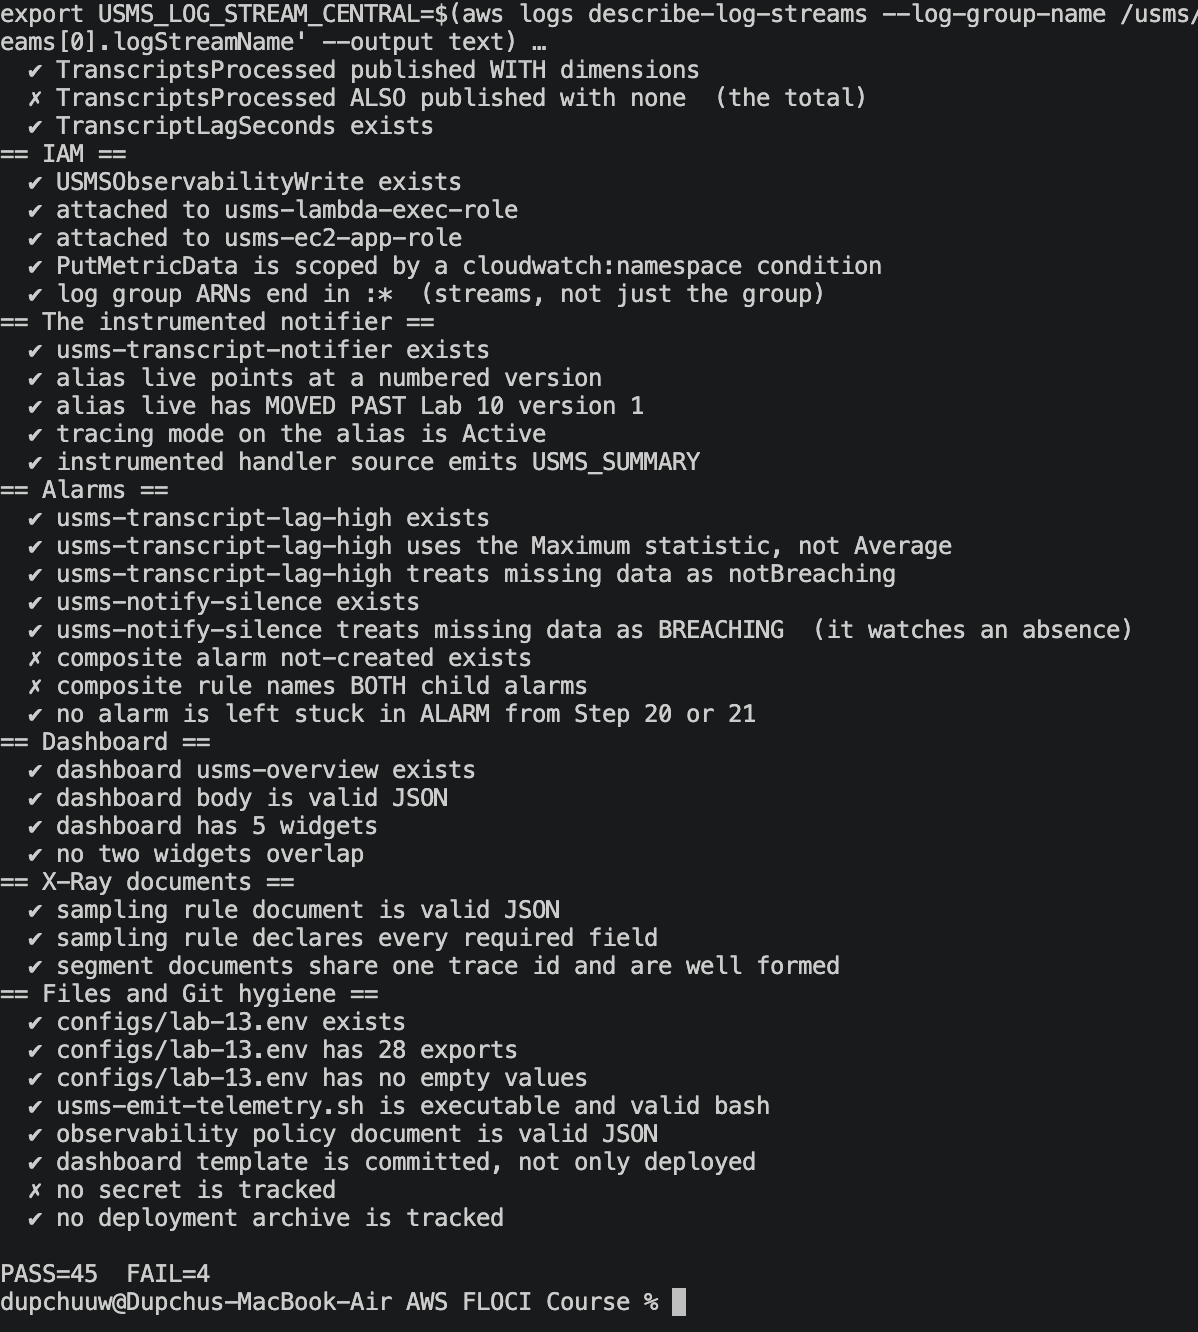 export USMS_LOG_STREAM_CENTRAL=$(aws logs describe-log-streams --log-group-name /usms/
eams[0].logStreamName' --output text) …
✔ TranscriptsProcessed published WITH dimensions
✗ TranscriptsProcessed ALSO published with none  (the total)
✔ TranscriptLagSeconds exists
== IAM ==
✔ USMSObservabilityWrite exists
✔ attached to usms-lambda-exec-role
✔ attached to usms-ec2-app-role
✔ PutMetricData is scoped by a cloudwatch:namespace condition
✔ log group ARNs end in :*  (streams, not just the group)
== The instrumented notifier ==
✔ usms-transcript-notifier exists
✔ alias live points at a numbered version
✔ alias live has MOVED PAST Lab 10 version 1
✔ tracing mode on the alias is Active
✔ instrumented handler source emits USMS_SUMMARY
== Alarms ==
✔ usms-transcript-lag-high exists
✔ usms-transcript-lag-high uses the Maximum statistic, not Average
✔ usms-transcript-lag-high treats missing data as notBreaching
✔ usms-notify-silence exists
✔ usms-notify-silence treats missing data as BREACHING  (it watches an absence)
✗ composite alarm not-created exists
✗ composite rule names BOTH child alarms
✔ no alarm is left stuck in ALARM from Step 20 or 21
== Dashboard ==
✔ dashboard usms-overview exists
✔ dashboard body is valid JSON
✔ dashboard has 5 widgets
✔ no two widgets overlap
== X-Ray documents ==
✔ sampling rule document is valid JSON
✔ sampling rule declares every required field
✔ segment documents share one trace id and are well formed
== Files and Git hygiene ==
✔ configs/lab-13.env exists
✔ configs/lab-13.env has 28 exports
✔ configs/lab-13.env has no empty values
✔ usms-emit-telemetry.sh is executable and valid bash
✔ observability policy document is valid JSON
✔ dashboard template is committed, not only deployed
✗ no secret is tracked
✔ no deployment archive is tracked
PASS=45  FAIL=4
dupchuuw@Dupchus-MacBook-Air AWS FLOCI Course %